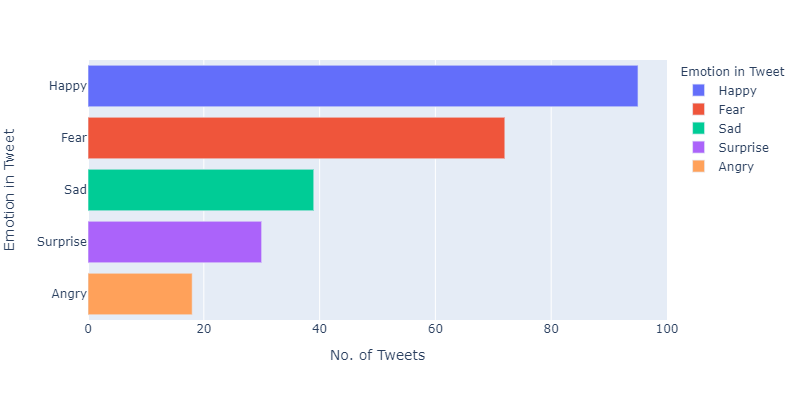 Emotion in Tweet
Happy
Fear
Sad
Surprise
Angry
0 20 40 60 80 100
No. of Tweets
Emotion in Tweet
Happy
Fear
Sad
Surprise
Angry